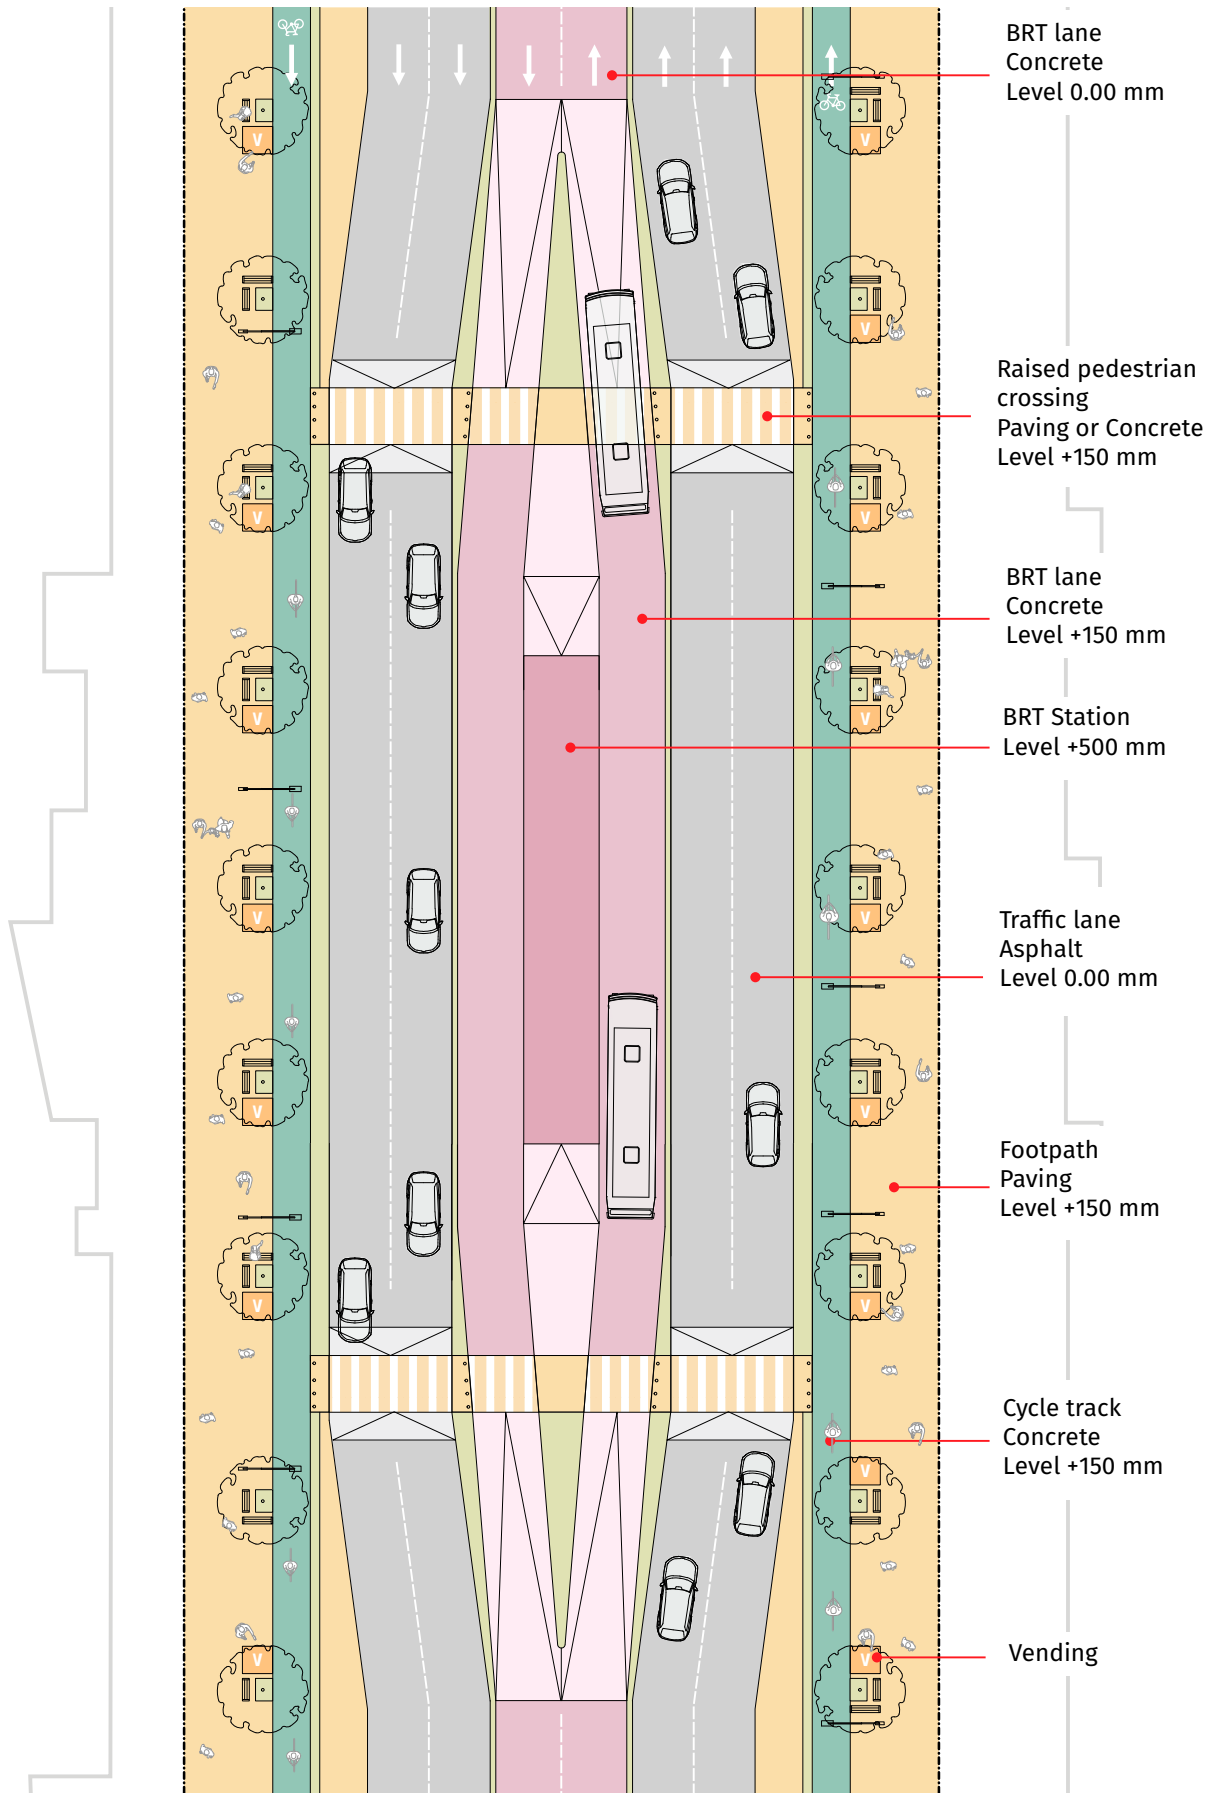 BRT lane
Concrete
Level 0.00 mm
V
V
V
Raised pedestrian
crossing
Paving or Concrete
Level +150 mm
V
V
BRT lane
Concrete
Level +150 mm
V
V
BRT Station
Level +500 mm
V
V
Traffic lane
Asphalt
Level 0.00 mm
V
V
Footpath
Paving
Level +150 mm
V
V
Cycle track
Concrete
Level +150 mm
V
Vending
V
V